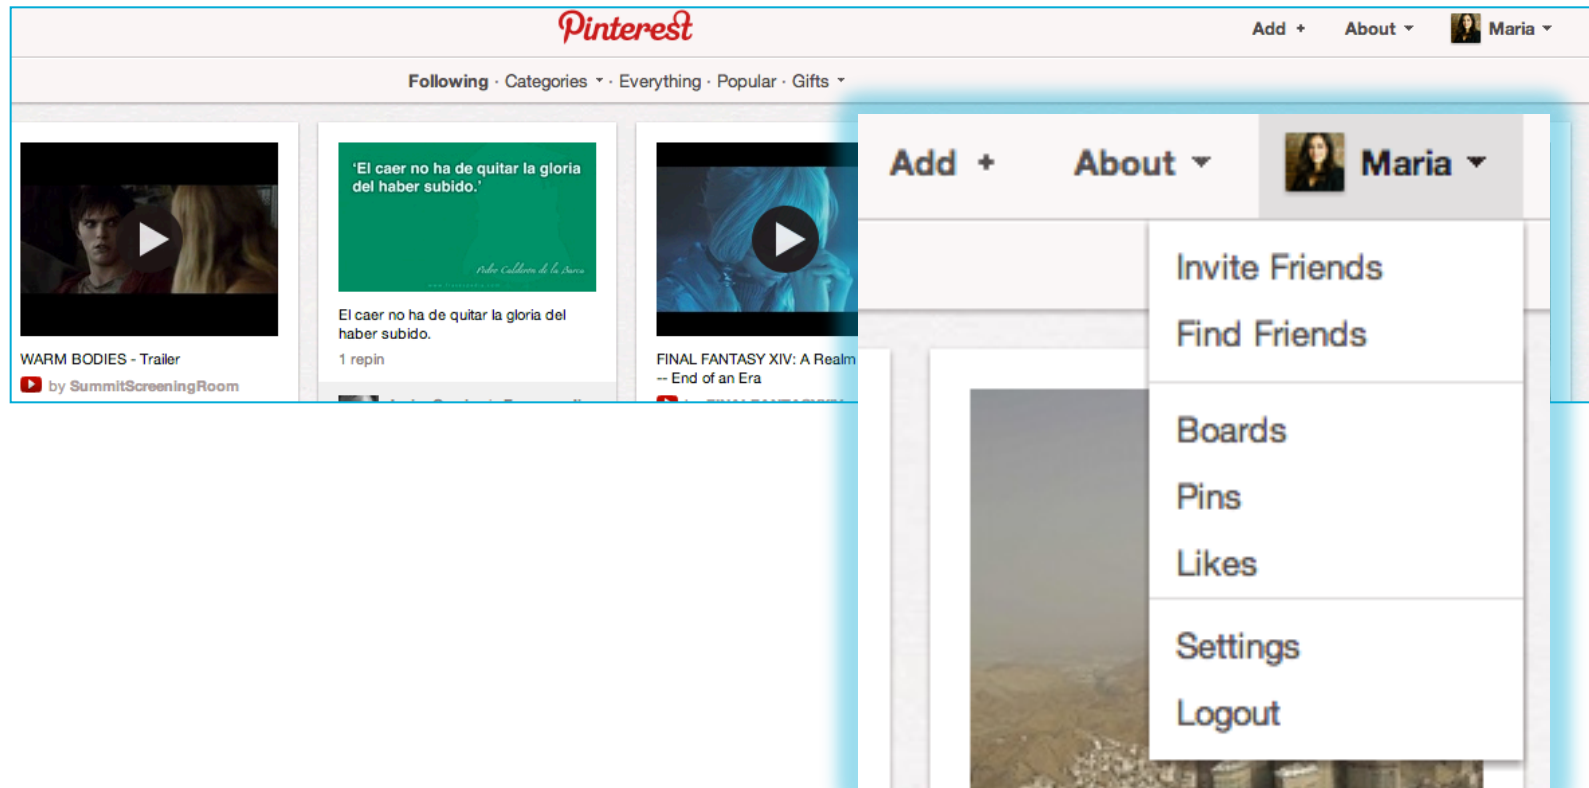 Pinterest
Add +
About
Maria
Following · Categories · Everything · Popular · Gifts
'El caer no ha de quitar la gloria
del haber subido.'
Pedro Calderón de la Barca
El caer no ha de quitar la gloria del
haber subido.
1 repin
WARM BODIES - Trailer
by SummitScreeningRoom
FINAL FANTASY XIV: A Realm
-- End of an Era
Add +
About
Maria
Invite Friends
Find Friends
Boards
Pins
Likes
Settings
Logout